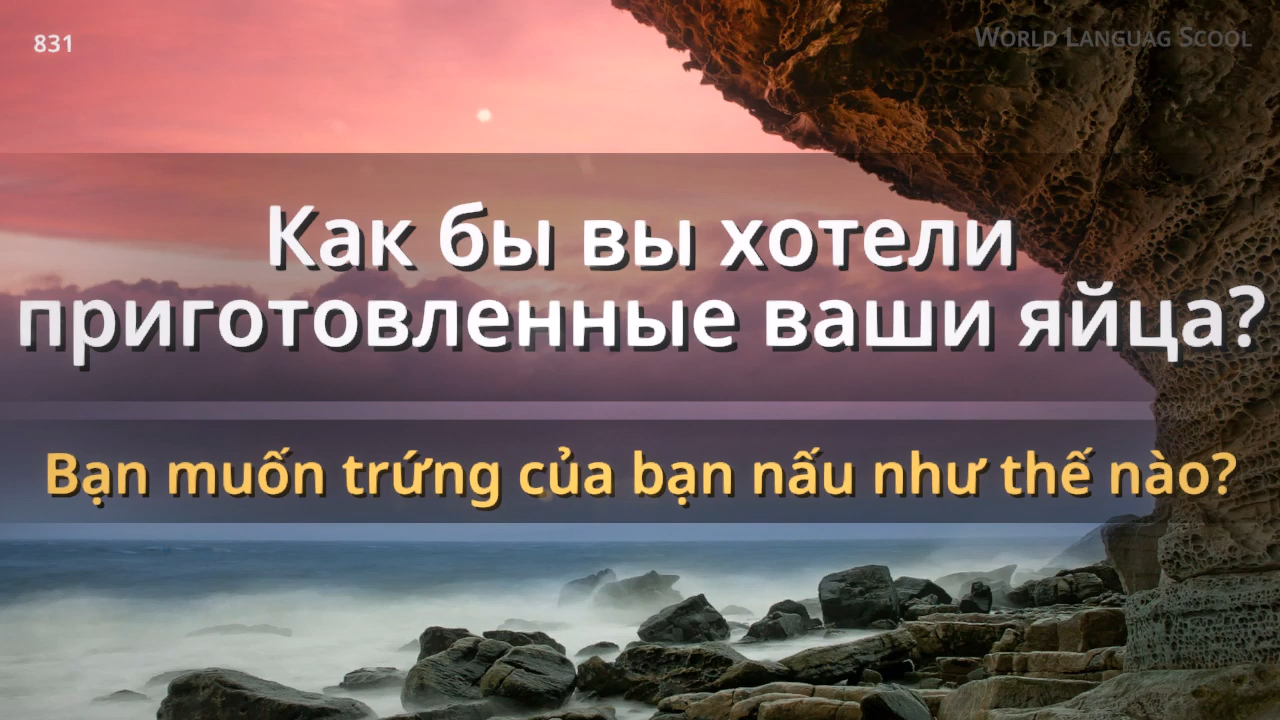 831
WORLD LANGUAG SCOOL
Как бы вы хотели
приготовленные ваши яйца?
Bạn muốn trứng của bạn nấu như thế nào?